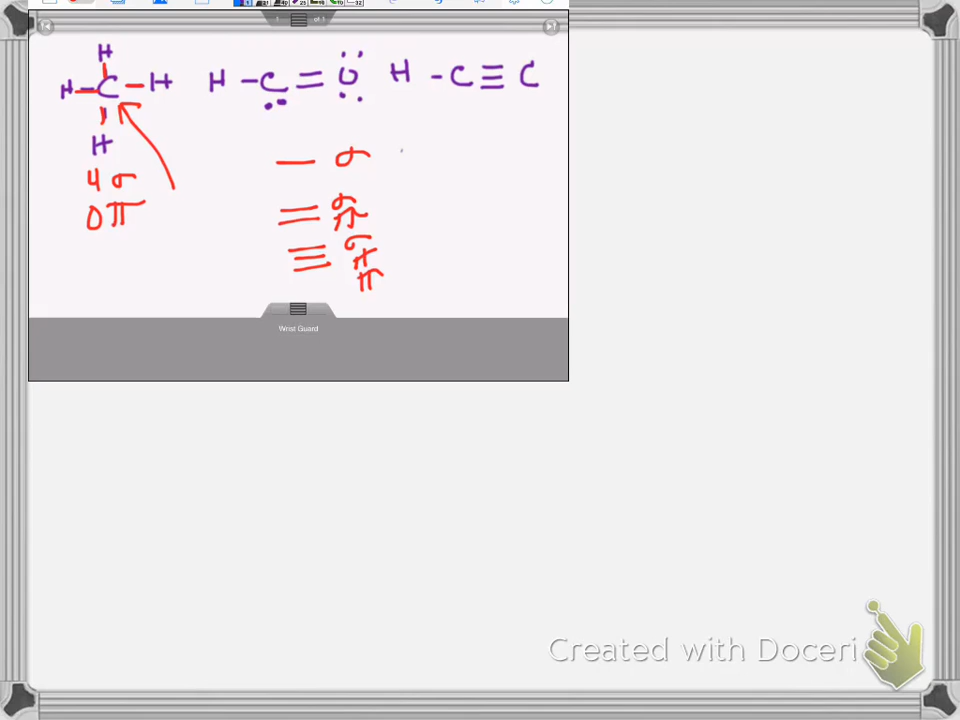 H
H - C - H
H
4 σ
0 π
H - C = O
H - C ≡ C
— σ
= σ
π
≡ σ
π
π
Wrist Guard
Created with Doceri